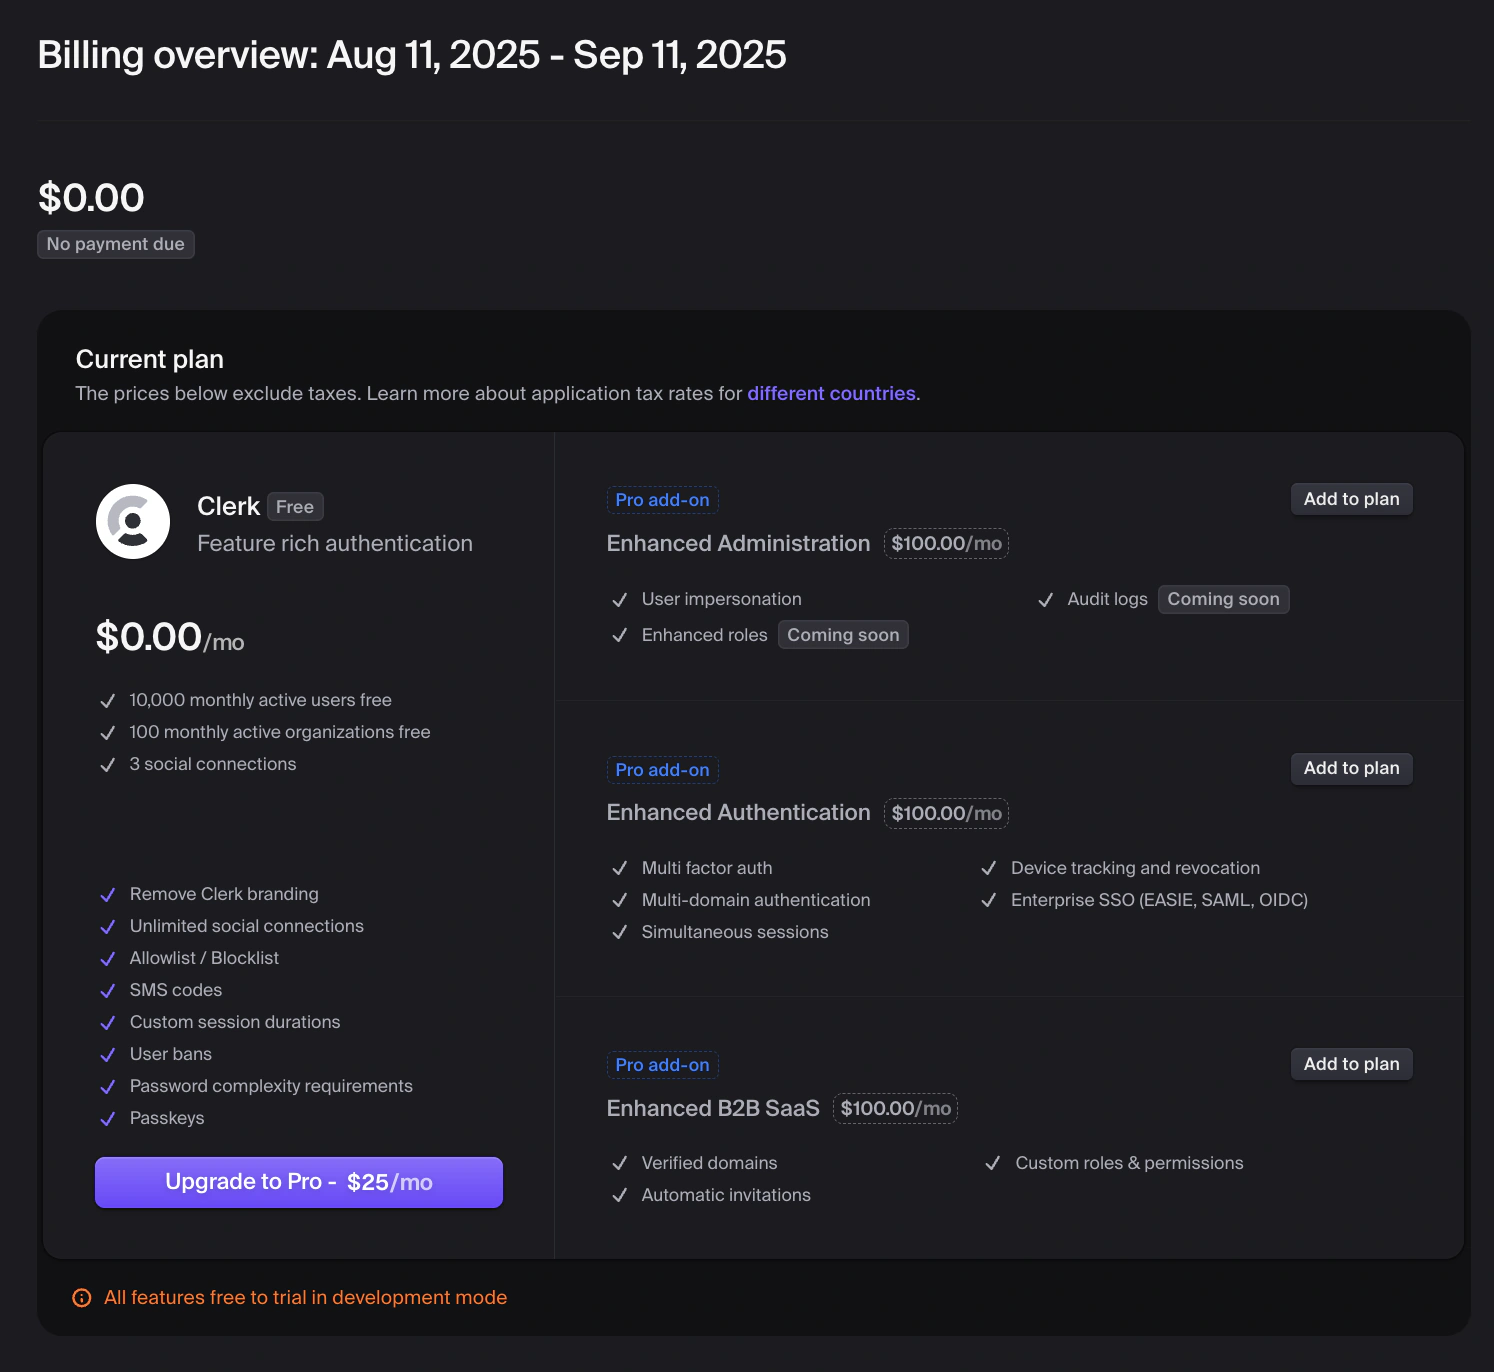 Billing overview: Aug 11, 2025 - Sep 11, 2025
$0.00
No payment due
Current plan
The prices below exclude taxes. Learn more about application tax rates for different countries.
Clerk Free
Feature rich authentication
$0.00/mo
10,000 monthly active users free
100 monthly active organizations free
3 social connections
Remove Clerk branding
Unlimited social connections
Allowlist / Blocklist
SMS codes
Custom session durations
User bans
Password complexity requirements
Passkeys
Upgrade to Pro - $25/mo
Pro add-on
Add to plan
Enhanced Administration $100.00/mo
User impersonation
Audit logs Coming soon
Enhanced roles Coming soon
Pro add-on
Add to plan
Enhanced Authentication $100.00/mo
Multi factor auth
Device tracking and revocation
Multi-domain authentication
Enterprise SSO (EASIE, SAML, OIDC)
Simultaneous sessions
Pro add-on
Add to plan
Enhanced B2B SaaS $100.00/mo
Verified domains
Custom roles & permissions
Automatic invitations
All features free to trial in development mode